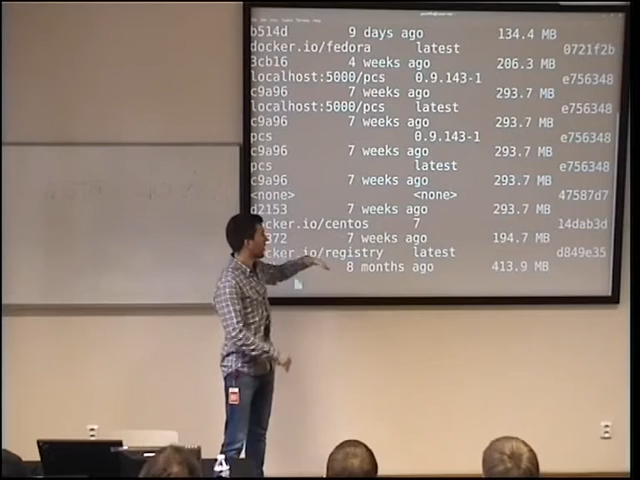 b514d 9 days ago 134.4 MB
docker.io/fedora latest 0721f2b
3cb16 4 weeks ago 206.3 MB
localhost:5000/pcs 0.9.143-1 e756348
c9a96 7 weeks ago 293.7 MB
localhost:5000/pcs latest e756348
c9a96 7 weeks ago 293.7 MB
pcs 0.9.143-1 e756348
c9a96 7 weeks ago 293.7 MB
pcs latest e756348
c9a96 7 weeks ago 293.7 MB
<none> <none> 47587d7
d2153 7 weeks ago 293.7 MB
cker.io/centos 7 14dab3d
372 7 weeks ago 194.7 MB
cker.io/registry latest d849e35
8 months ago 413.9 MB